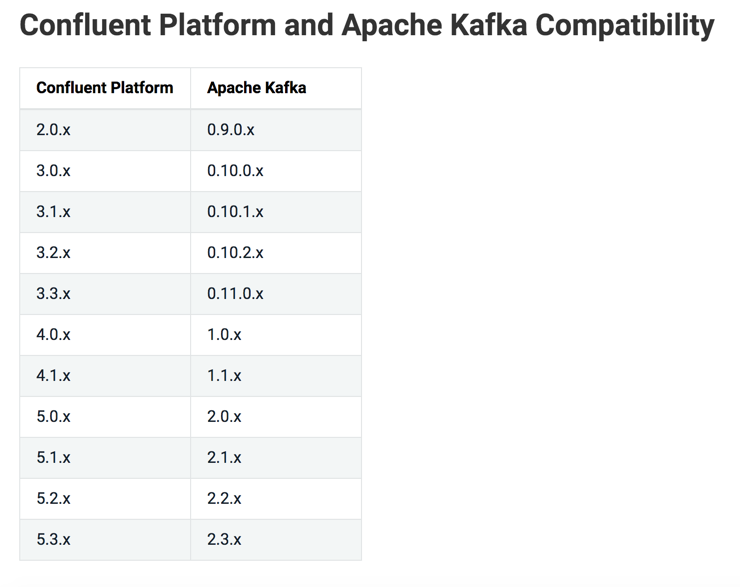 Confluent Platform and Apache Kafka Compatibility
Confluent Platform Apache Kafka
2.0.x 0.9.0.x
3.0.x 0.10.0.x
3.1.x 0.10.1.x
3.2.x 0.10.2.x
3.3.x 0.11.0.x
4.0.x 1.0.x
4.1.x 1.1.x
5.0.x 2.0.x
5.1.x 2.1.x
5.2.x 2.2.x
5.3.x 2.3.x